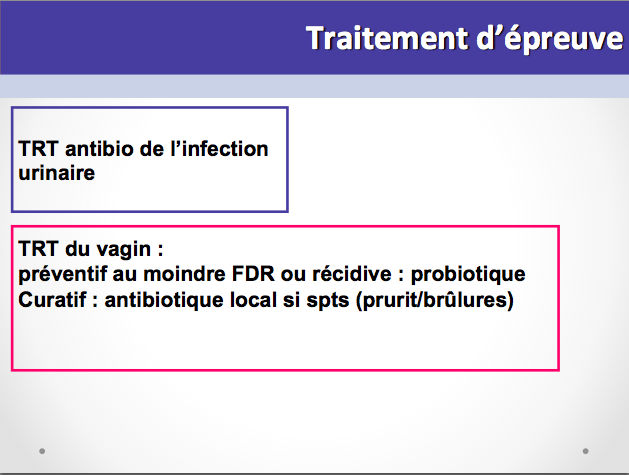 Traitement d’épreuve
TRT antibio de l’infection
urinaire
TRT du vagin :
préventif au moindre FDR ou récidive : probiotique
Curatif : antibiotique local si spts (prurit/brûlures)